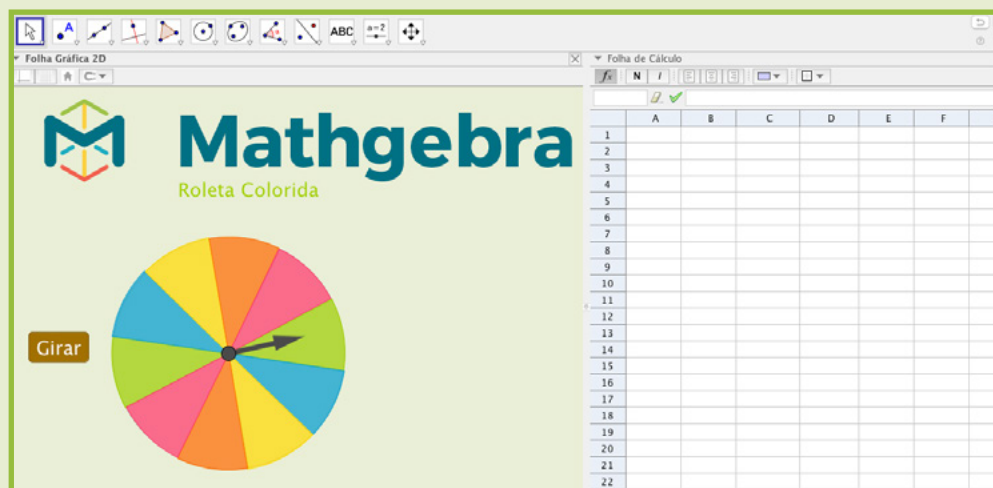 ABC
a=2
Folha Gráfica 2D
Folha de Cálculo
fx N I
Mathgebra
Roleta Colorida
Girar
A B C D E F
1
2
3
4
5
6
7
8
9
10
11
12
13
14
15
16
17
18
19
20
21
22